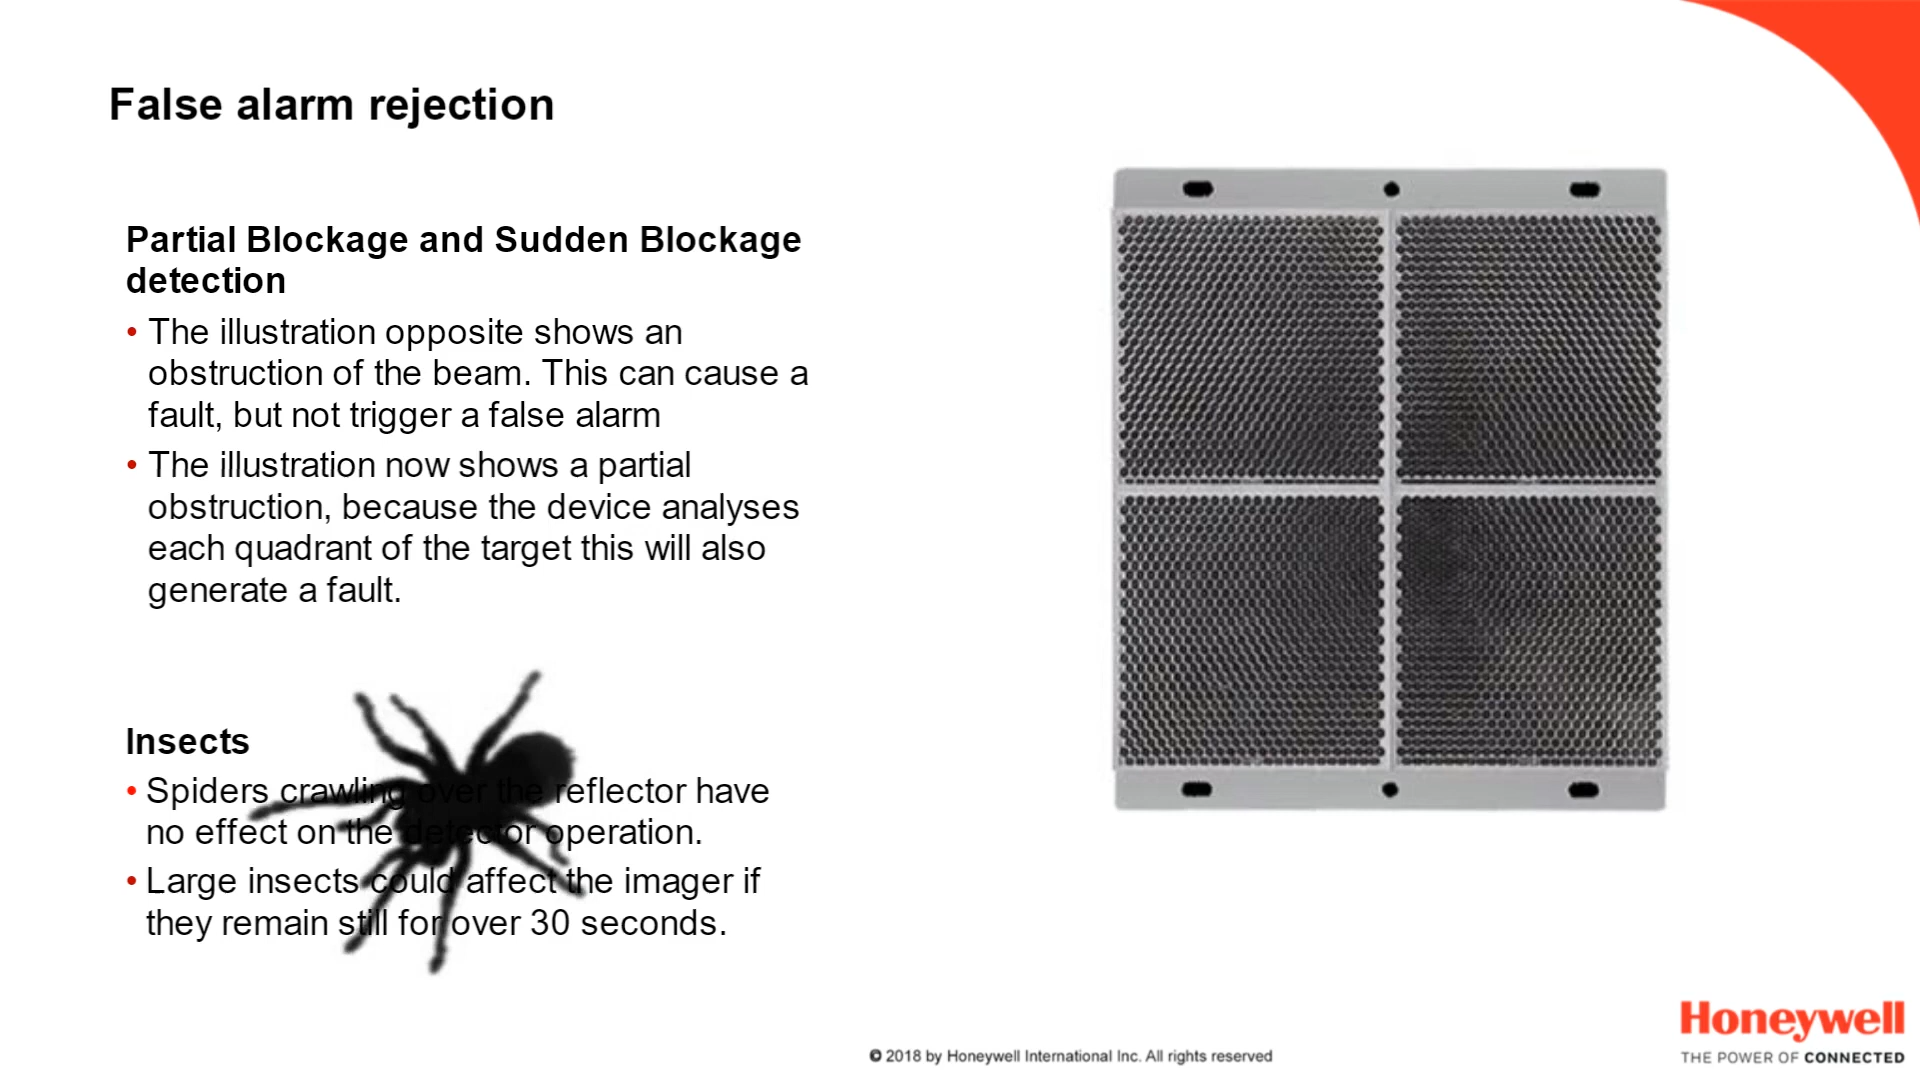 False alarm rejection
Partial Blockage and Sudden Blockage
detection
• The illustration opposite shows an
obstruction of the beam. This can cause a
fault, but not trigger a false alarm
• The illustration now shows a partial
obstruction, because the device analyses
each quadrant of the target this will also
generate a fault.
Insects
• Spiders crawling over the reflector have
no effect on the detector operation.
• Large insects could affect the imager if
they remain still for over 30 seconds.
Honeywell
THE POWER OF CONNECTED
© 2018 by Honeywell International Inc. All rights reserved